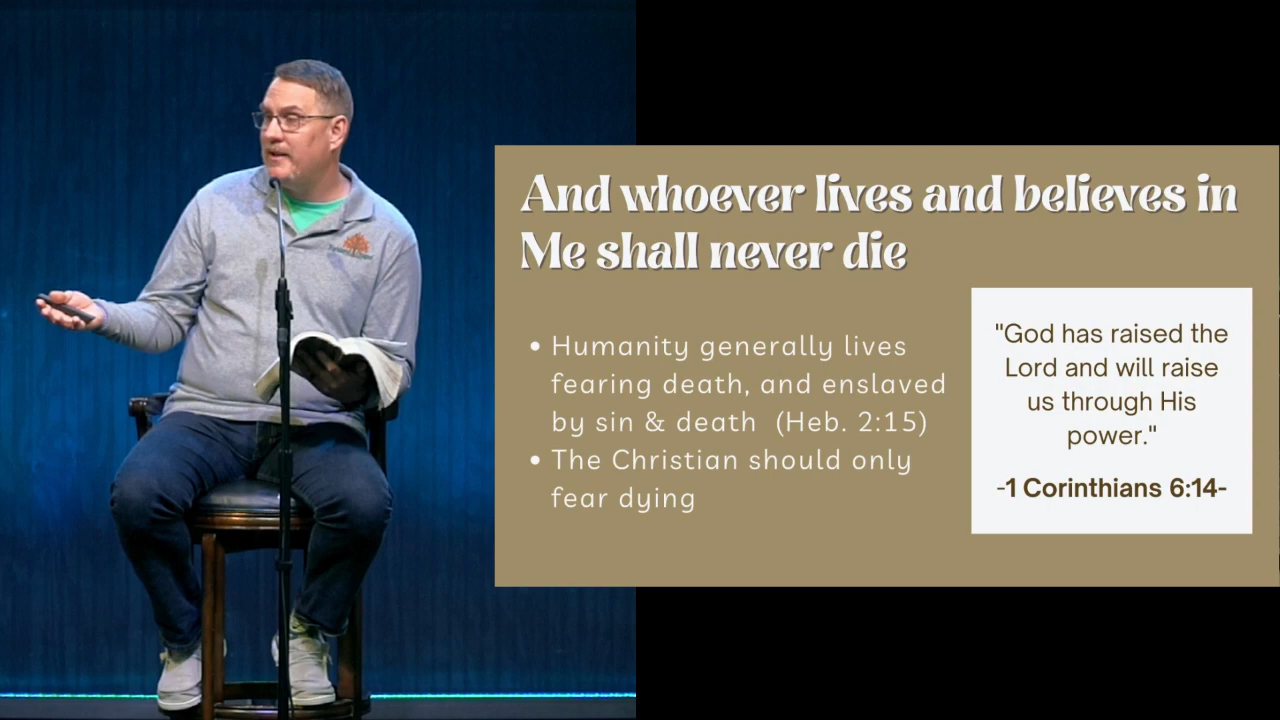 And whoever lives and believes in
Me shall never die
• Humanity generally lives
fearing death, and enslaved
by sin & death (Heb. 2:15)
• The Christian should only
fear dying
"God has raised the
Lord and will raise
us through His
power."
-1 Corinthians 6:14-